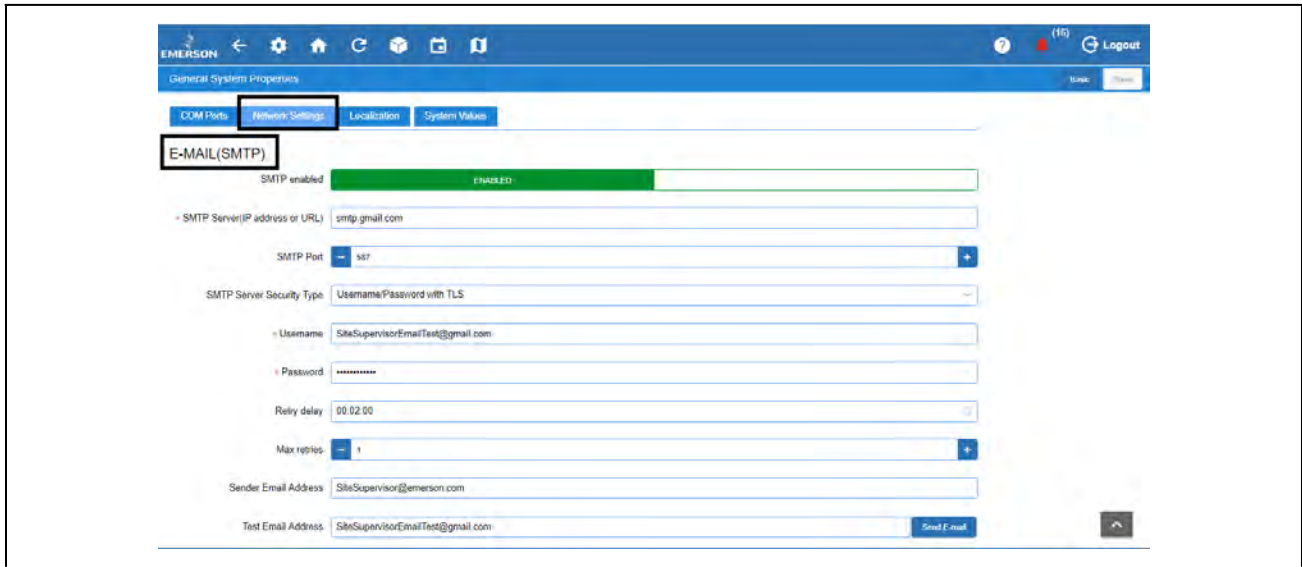 EMERSON
(15)
Logout
General System Properties
Basic
Save
COM Ports
Network Settings
Localization
System Values
E-MAIL(SMTP)
SMTP enabled ENABLED
* SMTP Server(IP address or URL) smtp.gmail.com
SMTP Port − 587 +
SMTP Server Security Type Username/Password with TLS
* Username SiteSupervisorEmailTest@gmail.com
* Password ••••••••••••
Retry delay 00:02:00
Max retries − 1 +
Sender Email Address SiteSupervisor@emerson.com
Test Email Address SiteSupervisorEmailTest@gmail.com Send E-mail